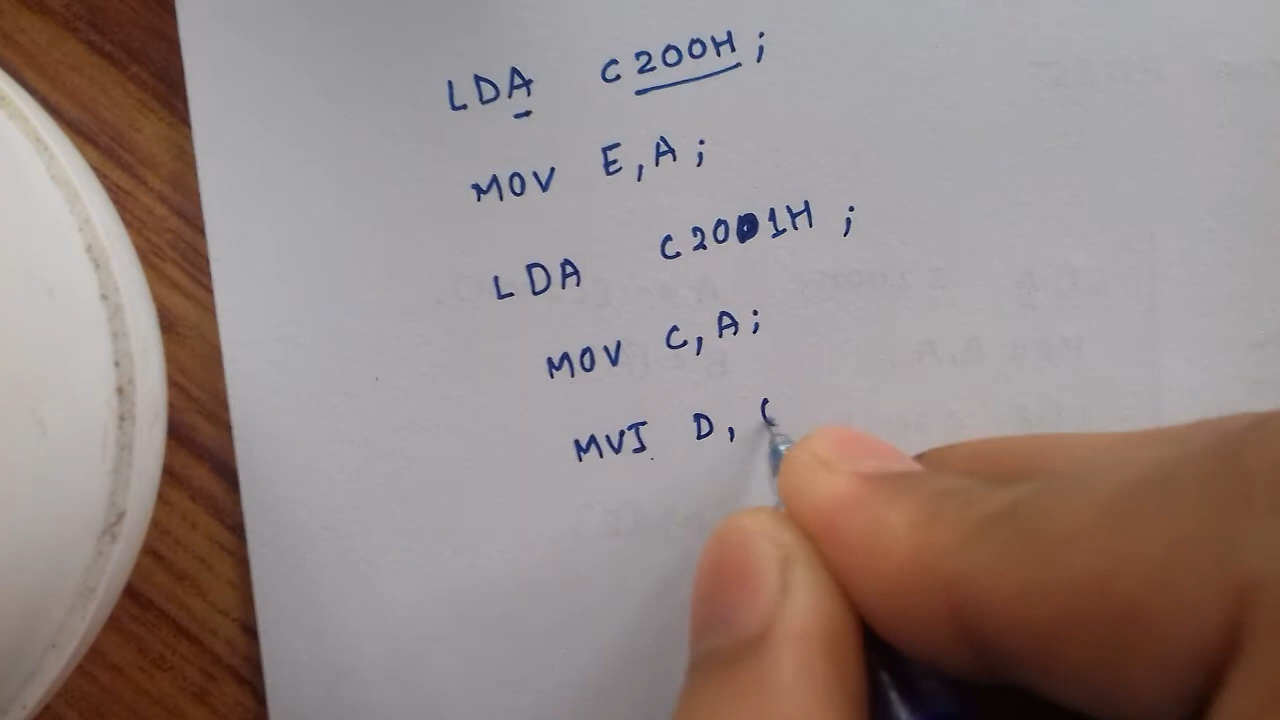 LDA C200H ;
MOV E, A ;
LDA C2001H ;
MOV C, A ;
MVI D,